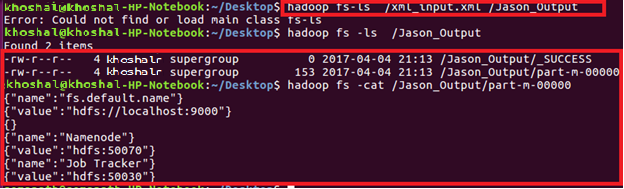 khoshal@khoshal-HP-Notebook:~/Desktop$ hadoop fs-ls /xml_input.xml /Jason_Output
Error: Could not find or load main class fs-ls
khoshal@khoshal-HP-Notebook:~/Desktop$ hadoop fs -ls /Jason_Output
Found 2 items
-rw-r--r-- 4 khoshalr supergroup 0 2017-04-04 21:13 /Jason_Output/_SUCCESS
-rw-r--r-- 4 khoshalr supergroup 153 2017-04-04 21:13 /Jason_Output/part-m-00000
khoshal@khoshal-HP-Notebook:~/Desktop$ hadoop fs -cat /Jason_Output/part-m-00000
{"name":"fs.default.name"}
{"value":"hdfs://localhost:9000"}
{}
{"name":"Namenode"}
{"value":"hdfs:50070"}
{"name":"Job Tracker"}
{"value":"hdfs:50030"}